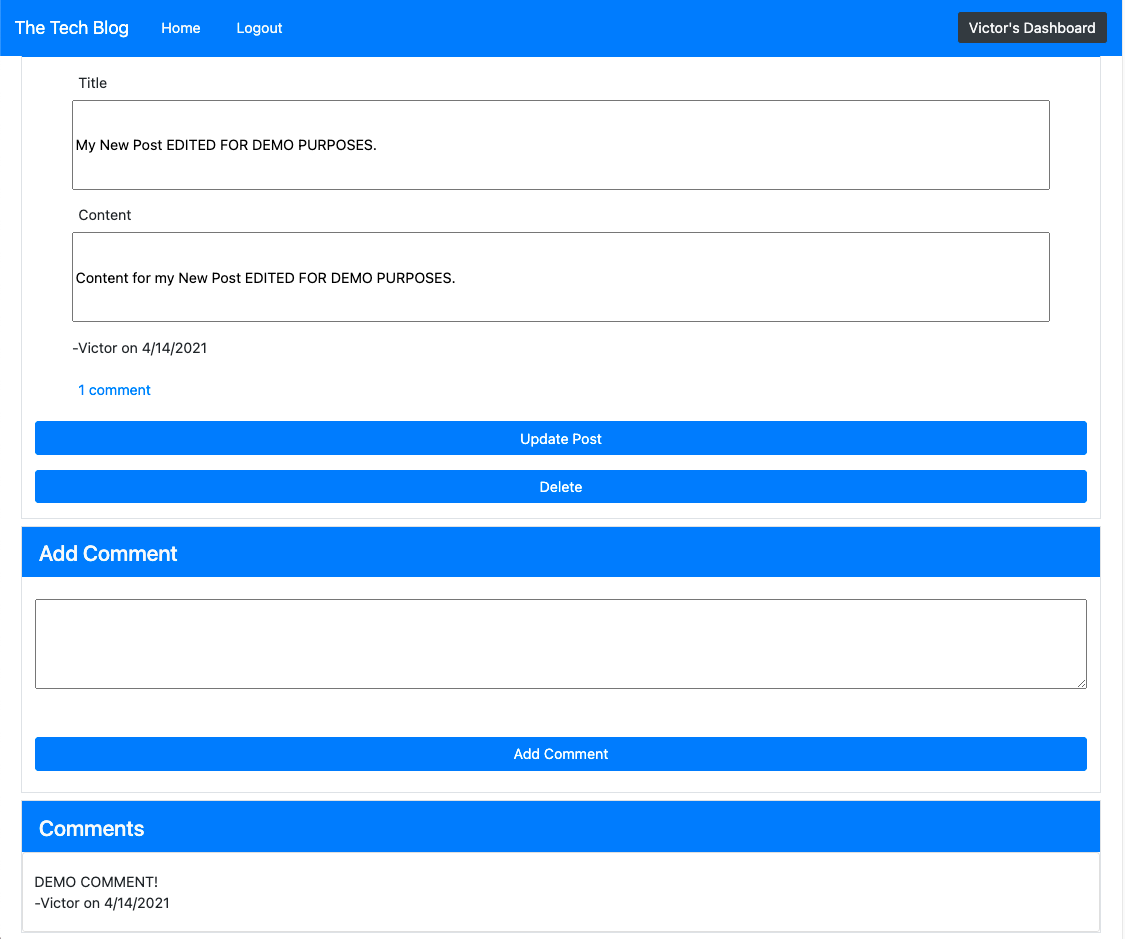 The Tech Blog Home Logout Victor's Dashboard
Title
My New Post EDITED FOR DEMO PURPOSES.
Content
Content for my New Post EDITED FOR DEMO PURPOSES.
-Victor on 4/14/2021
1 comment
Update Post
Delete
Add Comment
Add Comment
Comments
DEMO COMMENT!
-Victor on 4/14/2021